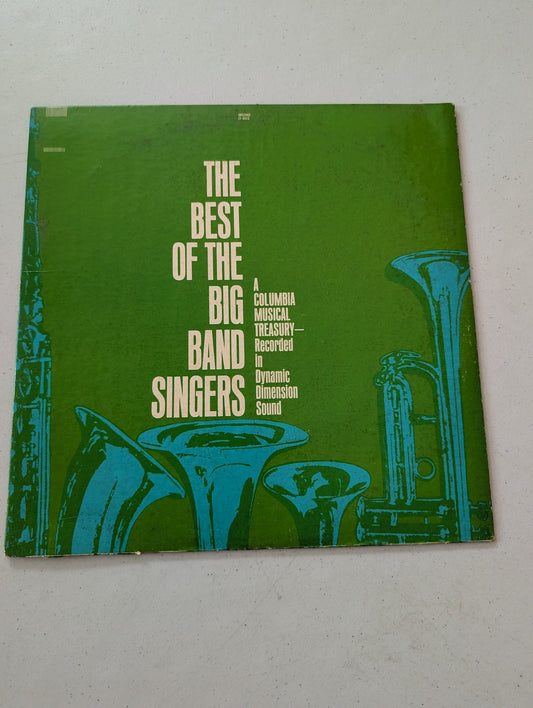 THE
BEST
OF THE
BIG
BAND
SINGERS
A
COLUMBIA
MUSICAL
TREASURY—
Recorded
in
Dynamic
Dimension
Sound